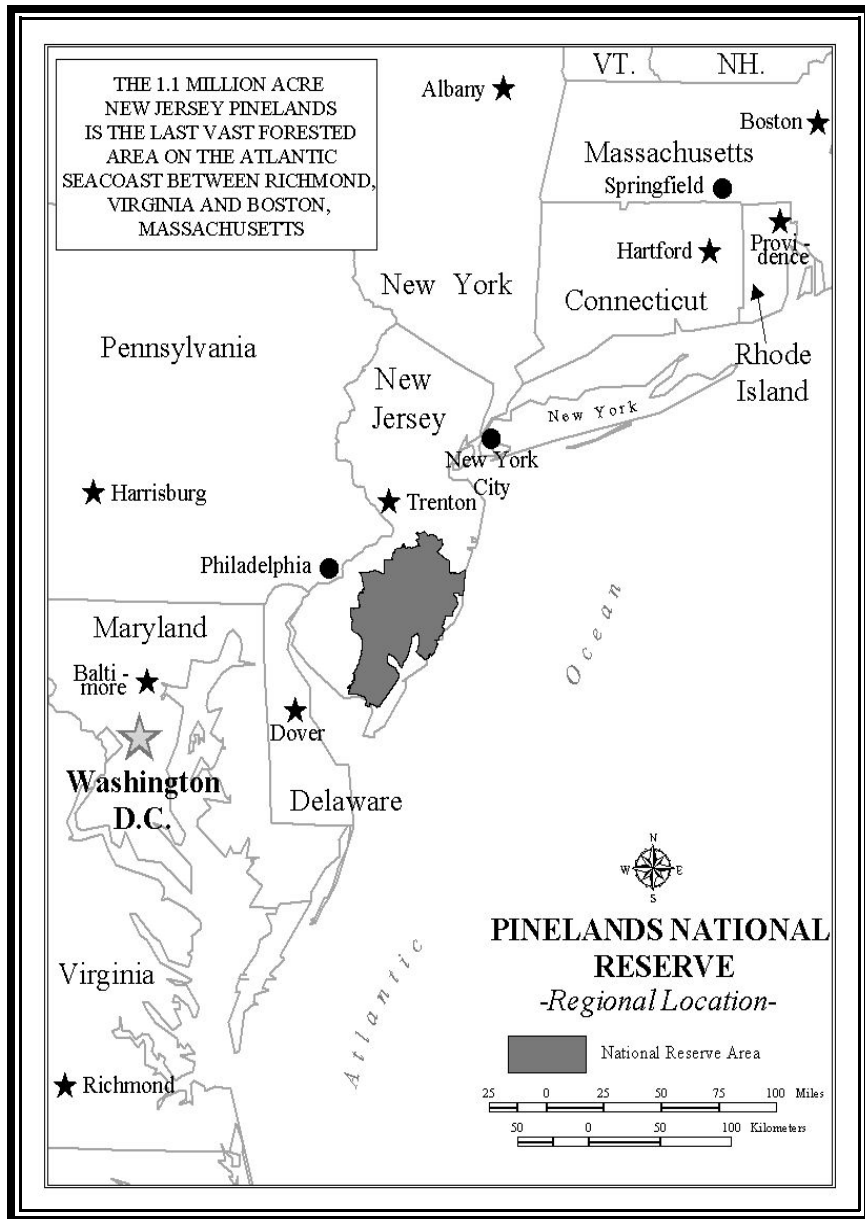 THE 1.1 MILLION ACRE
NEW JERSEY PINELANDS
IS THE LAST VAST FORESTED
AREA ON THE ATLANTIC
SEACOAST BETWEEN RICHMOND,
VIRGINIA AND BOSTON,
MASSACHUSETTS
VT.
NH.
Albany
Boston
Massachusetts
Springfield
Provi-
dence
Hartford
New York
Connecticut
Rhode
Island
Pennsylvania
New
Jersey
New York
New York
City
Harrisburg
Trenton
Philadelphia
Maryland
Balti-
more
Dover
Washington
D.C.
Delaware
Virginia
Richmond
Atlantic
Ocean
N
W E
S
PINELANDS NATIONAL
RESERVE
-Regional Location-
National Reserve Area
25 0 25 50 75 100 Miles
50 0 50 100 Kilometers